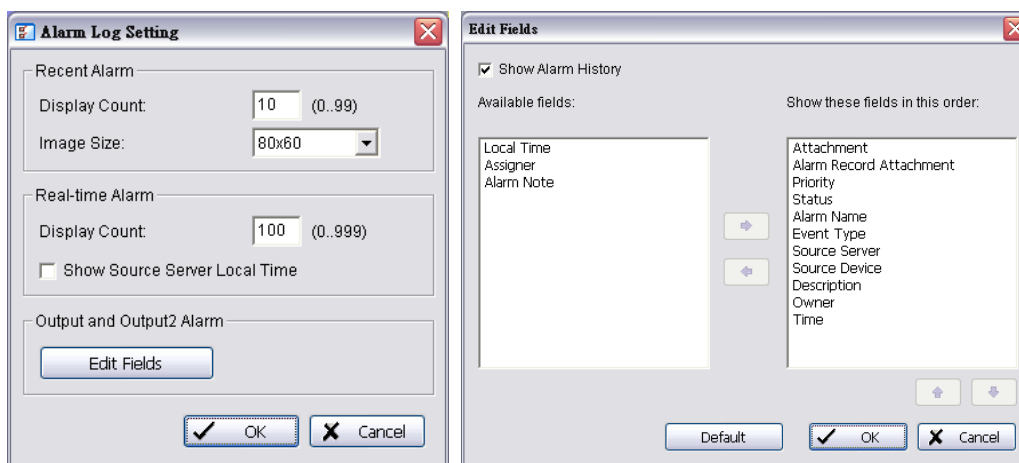 Alarm Log Setting
Recent Alarm
Display Count:
10
(0..99)
Image Size:
80x60
Real-time Alarm
Display Count:
100
(0..999)
Show Source Server Local Time
Output and Output2 Alarm
Edit Fields
OK
Cancel
Edit Fields
Show Alarm History
Available fields:
Local Time
Assigner
Alarm Note
Show these fields in this order:
Attachment
Alarm Record Attachment
Priority
Status
Alarm Name
Event Type
Source Server
Source Device
Description
Owner
Time
Default
OK
Cancel